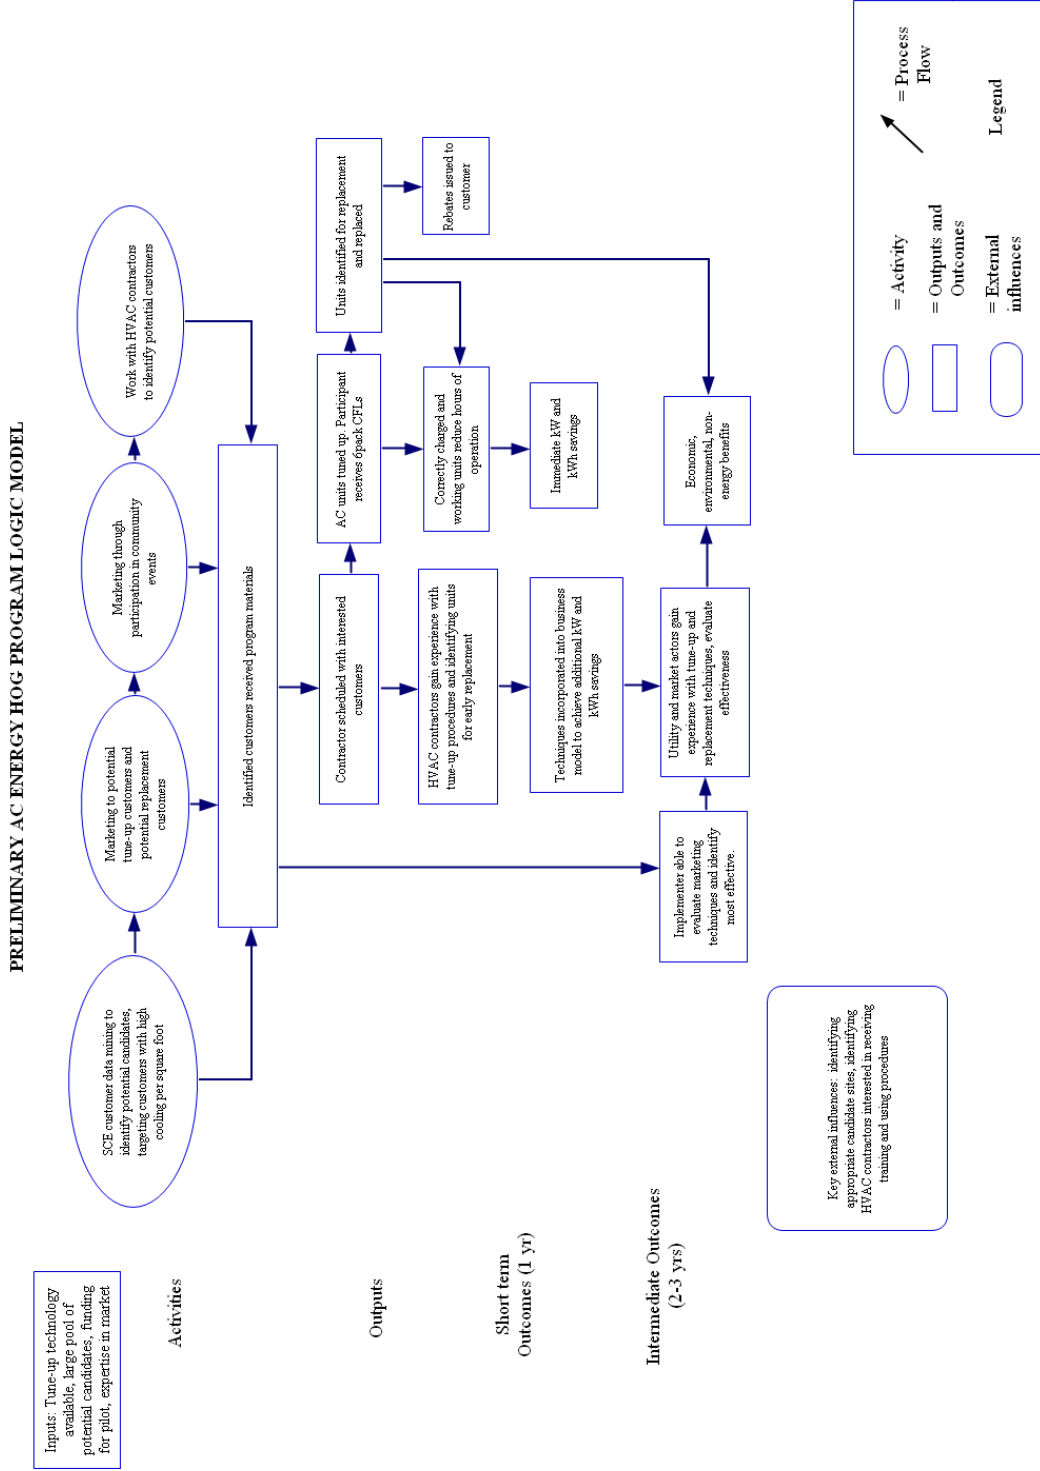 PRELIMINARY AC ENERGY HOG PROGRAM LOGIC MODEL
Inputs: Tune-up technology
available, large pool of
potential candidates, funding
for pilot, expertise in market
Activities
SCE customer data mining to
identify potential candidates,
targeting customers with high
cooling per square foot
Marketing to potential
tune-up customers and
potential replacement
customers
Marketing through
participation in community
events
Work with HVAC contractors
to identify potential customers
Identified customers received program materials
Outputs
Contractor scheduled with interested
customers
AC units tuned up. Participant
receives 6pack CFLs
Units identified for replacement
and replaced
HVAC contractors gain experience with
tune-up procedures and identifying units
for early replacement
Correctly charged and
working units reduce hours of
operation
Rebates issued to
customer
Short term
Outcomes (1 yr)
Techniques incorporated into business
model to achieve additional kW and
kWh savings
Immediate kW and
kWh savings
Intermediate Outcomes
(2-3 yrs)
Implementer able to
evaluate marketing
techniques and identify
most effective.
Utility and market actors gain
experience with tune-up and
replacement techniques, evaluate
effectiveness
Economic,
environmental, non-
energy benefits
Key external influences: identifying
appropriate candidate sites, identifying
HVAC contractors interested in receiving
training and using procedures
= Activity
= Process
Flow
= Outputs and
Outcomes
= External
influences
Legend